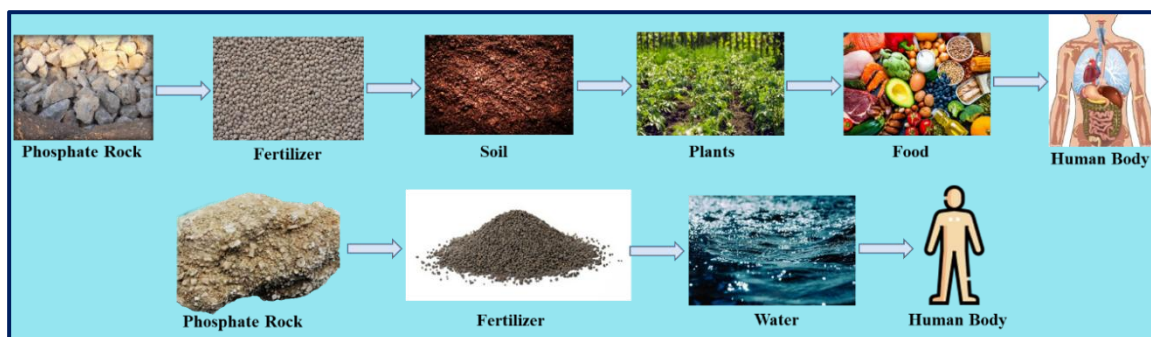 Phosphate Rock
Fertilizer
Soil
Plants
Food
Human Body
Phosphate Rock
Fertilizer
Water
Human Body